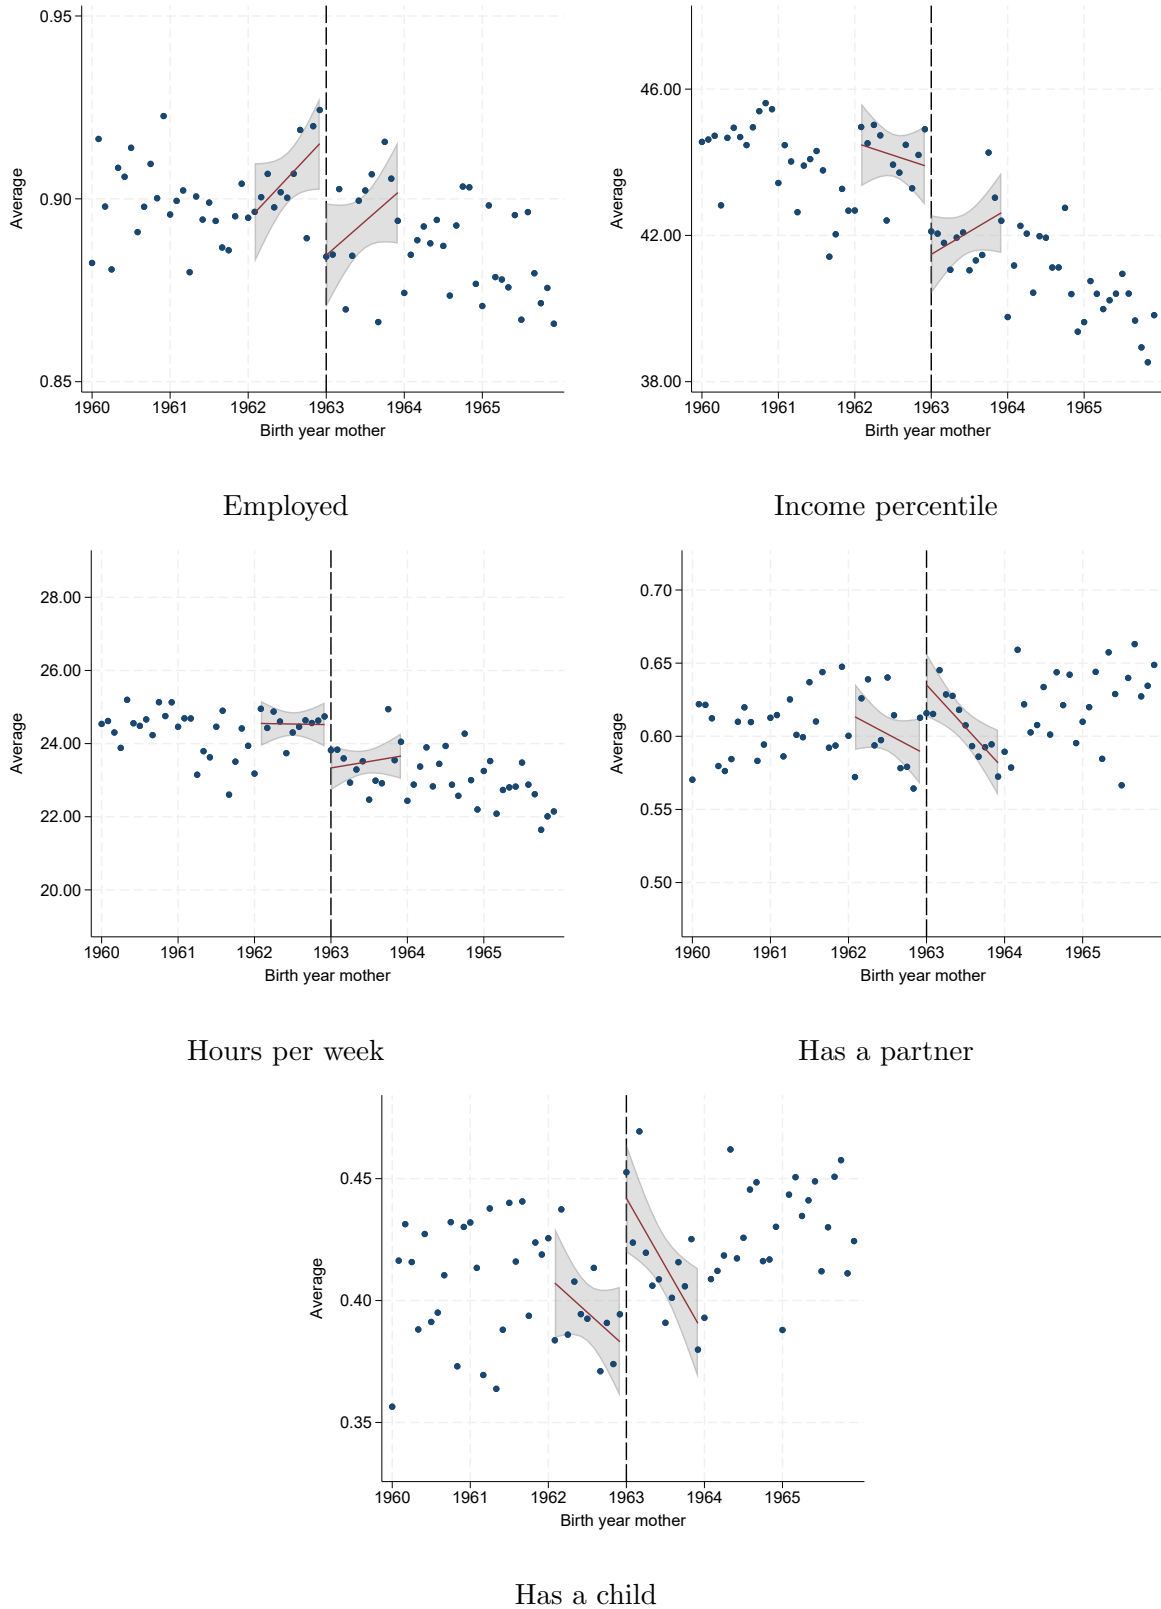 0.95
0.90
0.85
Average
1960 1961 1962 1963 1964 1965
Birth year mother
Employed
46.00
42.00
38.00
Average
1960 1961 1962 1963 1964 1965
Birth year mother
Income percentile
28.00
26.00
24.00
22.00
20.00
Average
1960 1961 1962 1963 1964 1965
Birth year mother
Hours per week
0.70
0.65
0.60
0.55
0.50
Average
1960 1961 1962 1963 1964 1965
Birth year mother
Has a partner
0.45
0.40
0.35
Average
1960 1961 1962 1963 1964 1965
Birth year mother
Has a child